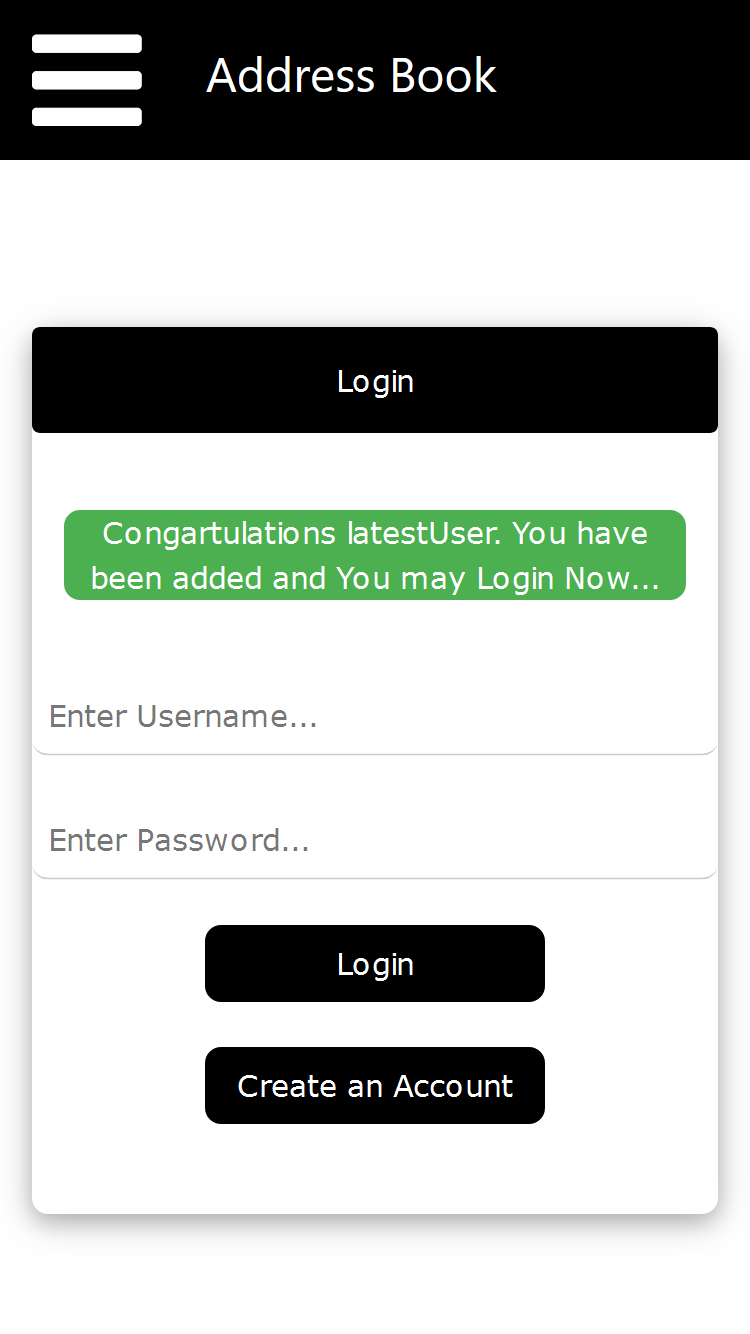 Address Book
Login
Congartulations latestUser. You have
been added and You may Login Now...
Enter Username...
Enter Password...
Login
Create an Account